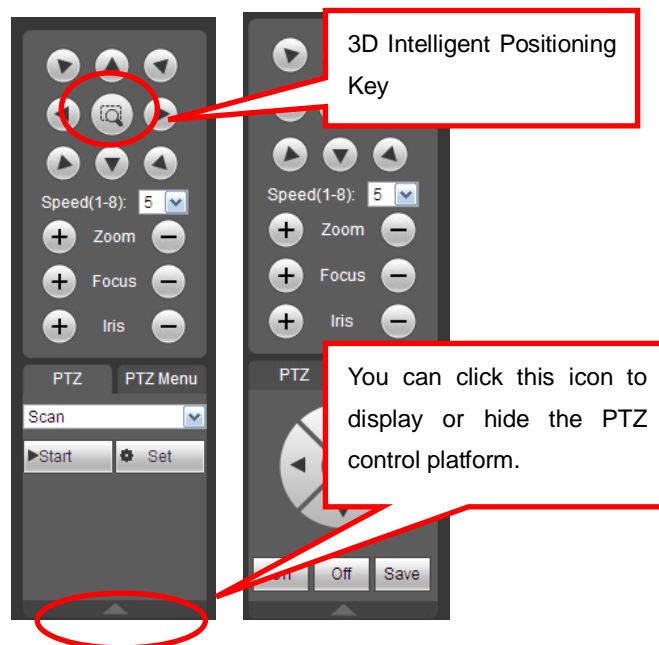 3D Intelligent Positioning
Key
Speed(1-8): 5
Zoom
Focus
Iris
PTZ PTZ Menu
Scan
Start Set
Speed(1-8): 5
Zoom
Focus
Iris
PTZ
You can click this icon to
display or hide the PTZ
control platform.
Off Save